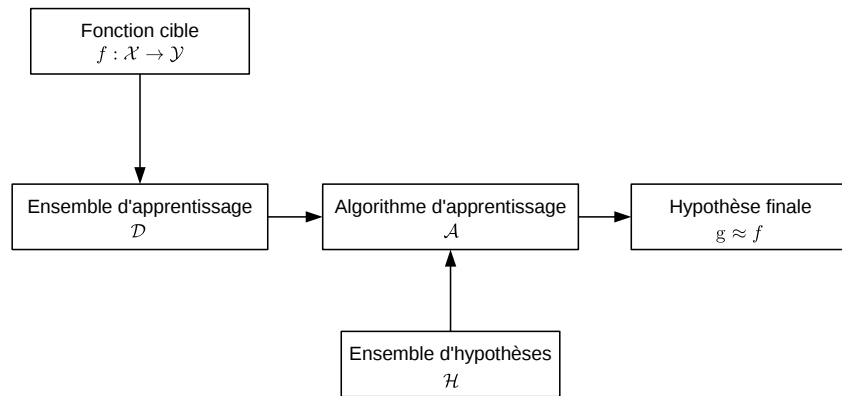 Fonction cible
f : 𝒳 → 𝒴
Ensemble d'apprentissage
𝒟
Algorithme d'apprentissage
𝒜
Hypothèse finale
g ≈ f
Ensemble d'hypothèses
ℋ